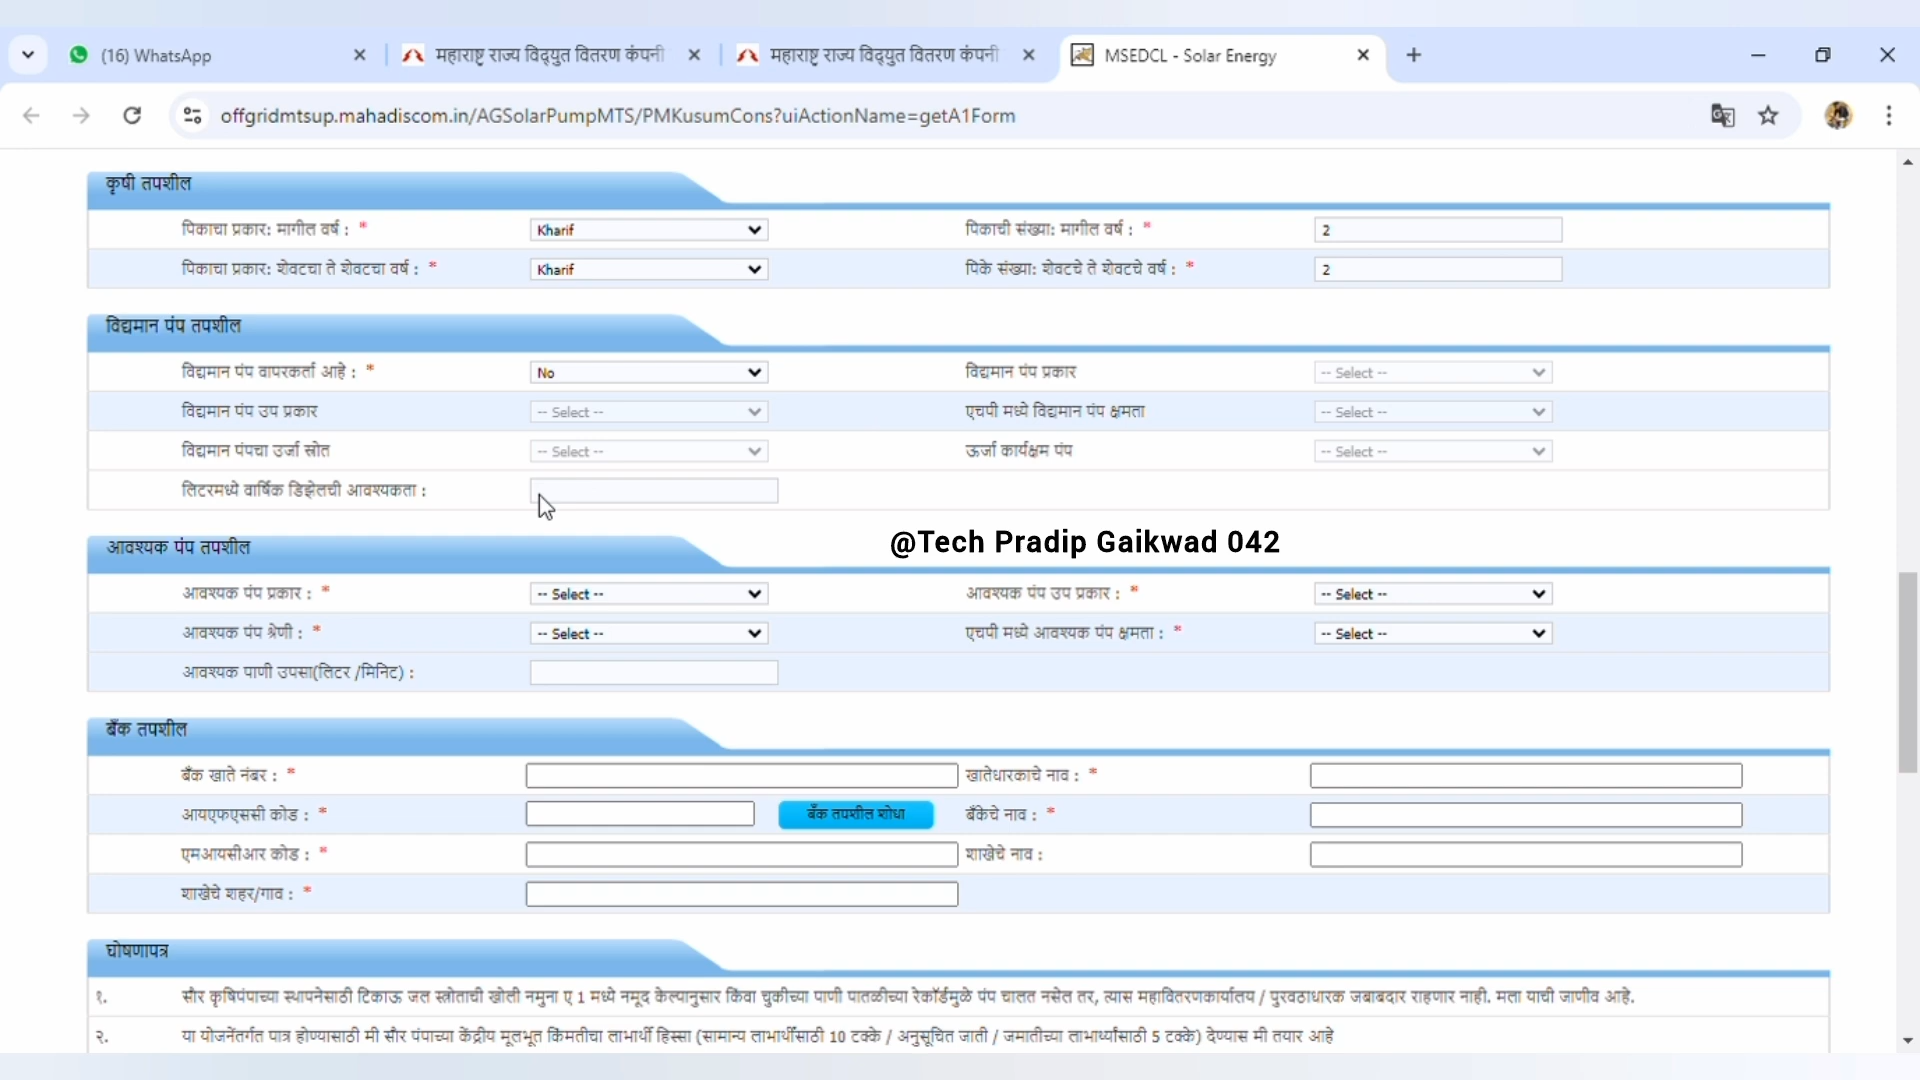 (16) WhatsApp
महाराष्ट्र राज्य विद्युत वितरण कंपनी
महाराष्ट्र राज्य विद्युत वितरण कंपनी
MSEDCL - Solar Energy
offgridmtsup.mahadiscom.in/AGSolarPumpMTS/PMKusumCons?uiActionName=getA1Form
कृषी तपशील
पिकाचा प्रकार: मागील वर्ष : * Kharif पिकाची संख्या: मागील वर्ष : * 2
पिकाचा प्रकार: शेवटचा ते शेवटचा वर्ष : * Kharif पिके संख्या: शेवटचे ते शेवटचे वर्ष : * 2
विद्यमान पंप तपशील
विद्यमान पंप वापरकर्ता आहे : * No विद्यमान पंप प्रकार -- Select --
विद्यमान पंप उप प्रकार -- Select -- एचपी मध्ये विद्यमान पंप क्षमता -- Select --
विद्यमान पंपचा उर्जा स्रोत -- Select -- ऊर्जा कार्यक्षम पंप -- Select --
लिटरमध्ये वार्षिक डिझेलची आवश्यकता :
@Tech Pradip Gaikwad 042
आवश्यक पंप तपशील
आवश्यक पंप प्रकार : * -- Select -- आवश्यक पंप उप प्रकार : * -- Select --
आवश्यक पंप श्रेणी : * -- Select -- एचपी मध्ये आवश्यक पंप क्षमता : * -- Select --
आवश्यक पाणी उपसा(लिटर /मिनिट) :
बँक तपशील
बँक खाते नंबर : * खातेधारकाचे नाव : *
आयएफएससी कोड : * बँक तपशील शोधा बँकेचे नाव : *
एमआयसीआर कोड : * शाखेचे नाव :
शाखेचे शहर/गाव : *
घोषणापत्र
१. सौर कृषिपंपाच्या स्थापनेसाठी टिकाऊ जल स्त्रोताची खोली नमुना ए 1 मध्ये नमूद केल्यानुसार किंवा चुकीच्या पाणी पातळीच्या रेकॉर्डमुळे पंप चालत नसेल तर, त्यास महावितरणकार्यालय / पुरवठाधारक जबाबदार राहणार नाही. मला याची जाणीव आहे.
२. या योजनेंतर्गत पात्र होण्यासाठी मी सौर पंपाच्या केंद्रीय मूलभूत किंमतीचा लाभार्थी हिस्सा (सामान्य लाभार्थींसाठी 10 टक्के / अनुसूचित जाती / जमातीच्या लाभार्थ्यांसाठी 5 टक्के) देण्यास मी तयार आहे